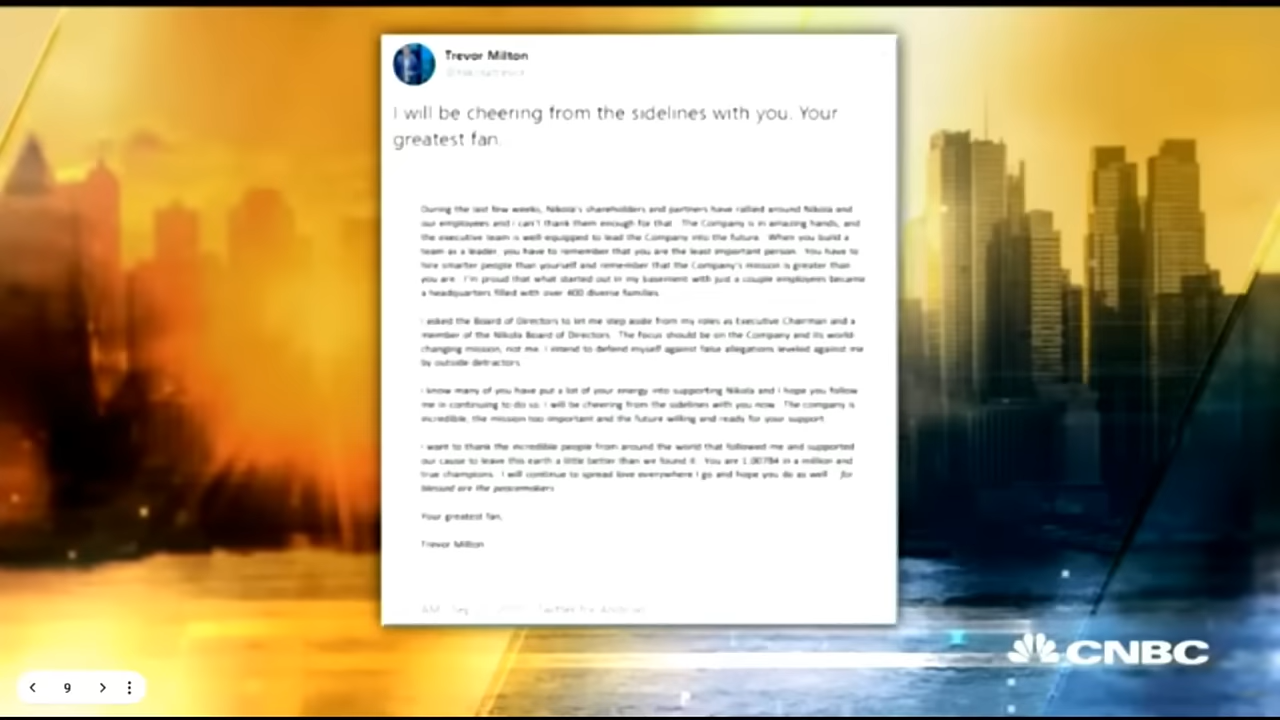 Trevor Milton
I will be cheering from the sidelines with you. Your
greatest fan.
During the last few weeks, Nikola's shareholders and partners have rallied around Nikola and
our employees and I can't thank them enough for that. The Company is in amazing hands, and
the executive team is well-equipped to lead the Company into the future. When you build a
team as a leader, you have to remember that you are the least important person. You have to
hire smarter people than yourself and remember that the Company's mission is greater than
you are. I'm proud that what started out in my basement with just a couple employees became
a headquarters filled with over 400 diverse families.
I asked the Board of Directors to let me step aside from my roles as Executive Chairman and a
member of the Nikola Board of Directors. The focus should be on the Company and its world-
changing mission, not me. I intend to defend myself against false allegations leveled against me
by outside detractors.
I know many of you have put a lot of your energy into supporting Nikola and I hope you follow
me in continuing to do so. I will be cheering from the sidelines with you now. The company is
incredible, the mission too important and the future willing and ready for your support.
I want to thank the incredible people from around the world that followed me and supported
our cause to leave this earth a little better than we found it. You are 1.00784 in a million and
true champions. I will continue to spread love everywhere I go and hope you do as well. for
blessed are the peacemakers
Your greatest fan,
Trevor Milton
AM Sep Twitter for Android
CNBC
9